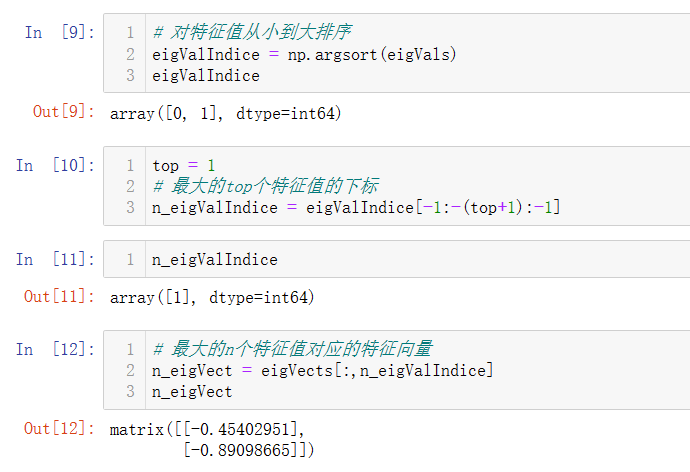 In [9]: 1 # 对特征值从小到大排序
2 eigValIndice = np.argsort(eigVals)
3 eigValIndice
Out[9]: array([0, 1], dtype=int64)
In [10]: 1 top = 1
2 # 最大的top个特征值的下标
3 n_eigValIndice = eigValIndice[-1:-(top+1):-1]
In [11]: 1 n_eigValIndice
Out[11]: array([1], dtype=int64)
In [12]: 1 # 最大的n个特征值对应的特征向量
2 n_eigVect = eigVects[:,n_eigValIndice]
3 n_eigVect
Out[12]: matrix([[-0.45402951],
[-0.89098665]])